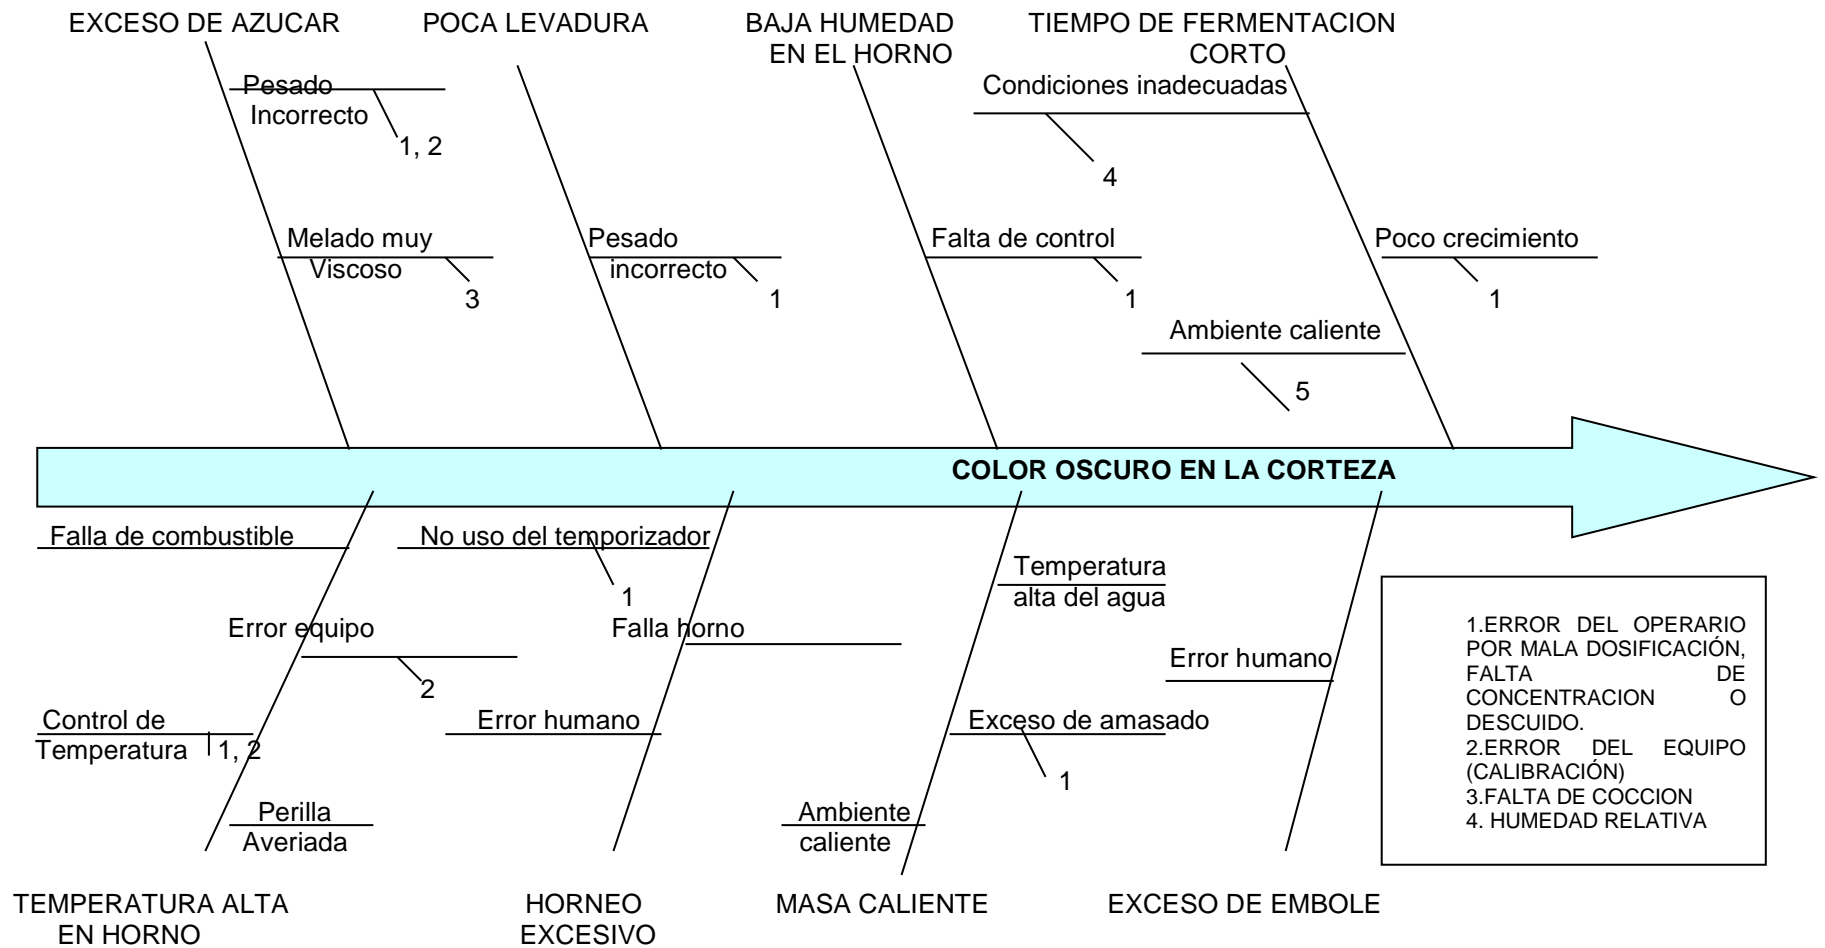 EXCESO DE AZUCAR
POCA LEVADURA
BAJA HUMEDAD
EN EL HORNO
TIEMPO DE FERMENTACION
CORTO
Pesado
Incorrecto
1, 2
Condiciones inadecuadas
4
Melado muy
Viscoso
3
Pesado
incorrecto
1
Falta de control
1
Poco crecimiento
1
Ambiente caliente
5
COLOR OSCURO EN LA CORTEZA
Falla de combustible
No uso del temporizador
1
Temperatura
alta del agua
Error equipo
2
Falla horno
Error humano
Control de
Temperatura
1, 2
Error humano
Exceso de amasado
1
Perilla
Averiada
Ambiente
caliente
1.ERROR DEL OPERARIO
POR MALA DOSIFICACIÓN,
FALTA DE
CONCENTRACION O
DESCUIDO.
2.ERROR DEL EQUIPO
(CALIBRACIÓN)
3.FALTA DE COCCION
4. HUMEDAD RELATIVA
TEMPERATURA ALTA
EN HORNO
HORNEO
EXCESIVO
MASA CALIENTE
EXCESO DE EMBOLE